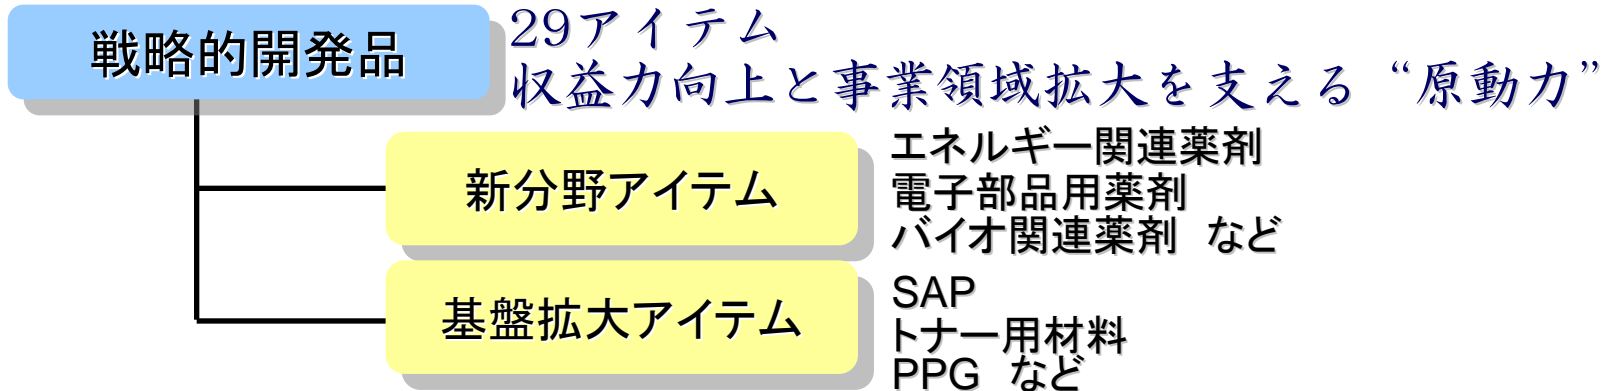 戦略的開発品
29アイテム
収益力向上と事業領域拡大を支える“原動力”
新分野アイテム
エネルギー関連薬剤
電子部品用薬剤
バイオ関連薬剤　など
基盤拡大アイテム
SAP
トナー用材料
PPG　など